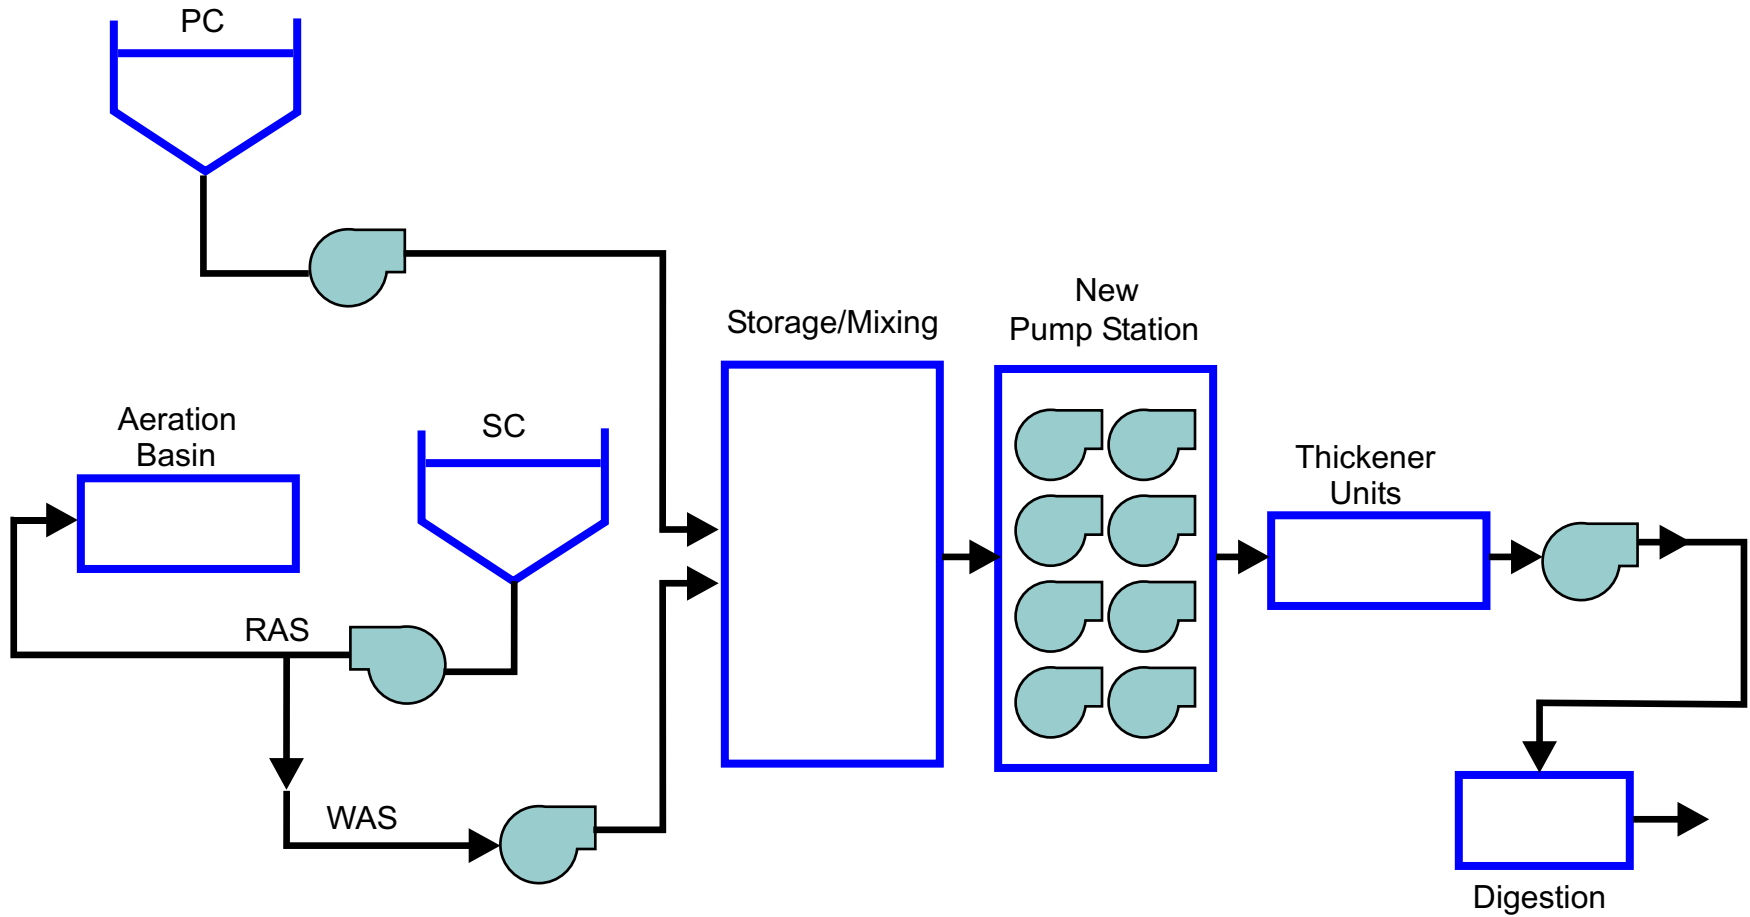 PC
New
Pump Station
Storage/Mixing
Aeration
Basin
SC
Thickener
Units
RAS
WAS
Digestion